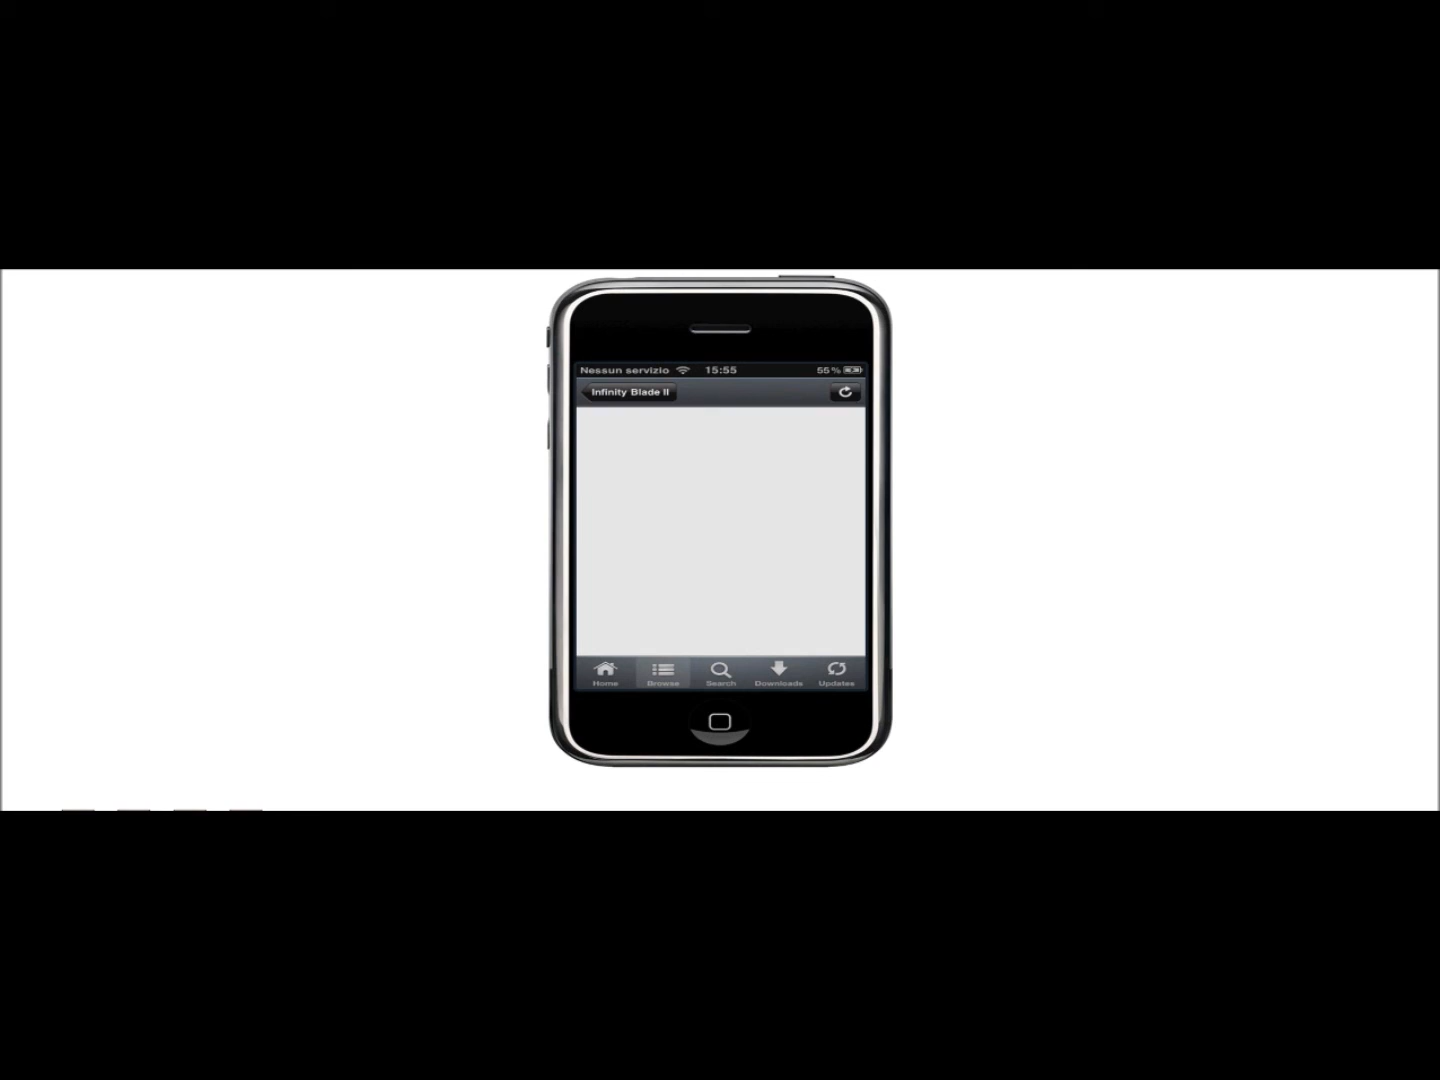 Nessun servizio 15:55 55%
Infinity Blade II
Home Browse Search Downloads Updates